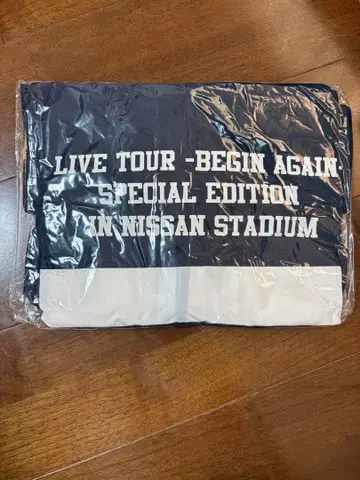 LIVE TOUR -BEGIN AGAIN-
SPECIAL EDITION
IN NISSAN STADIUM